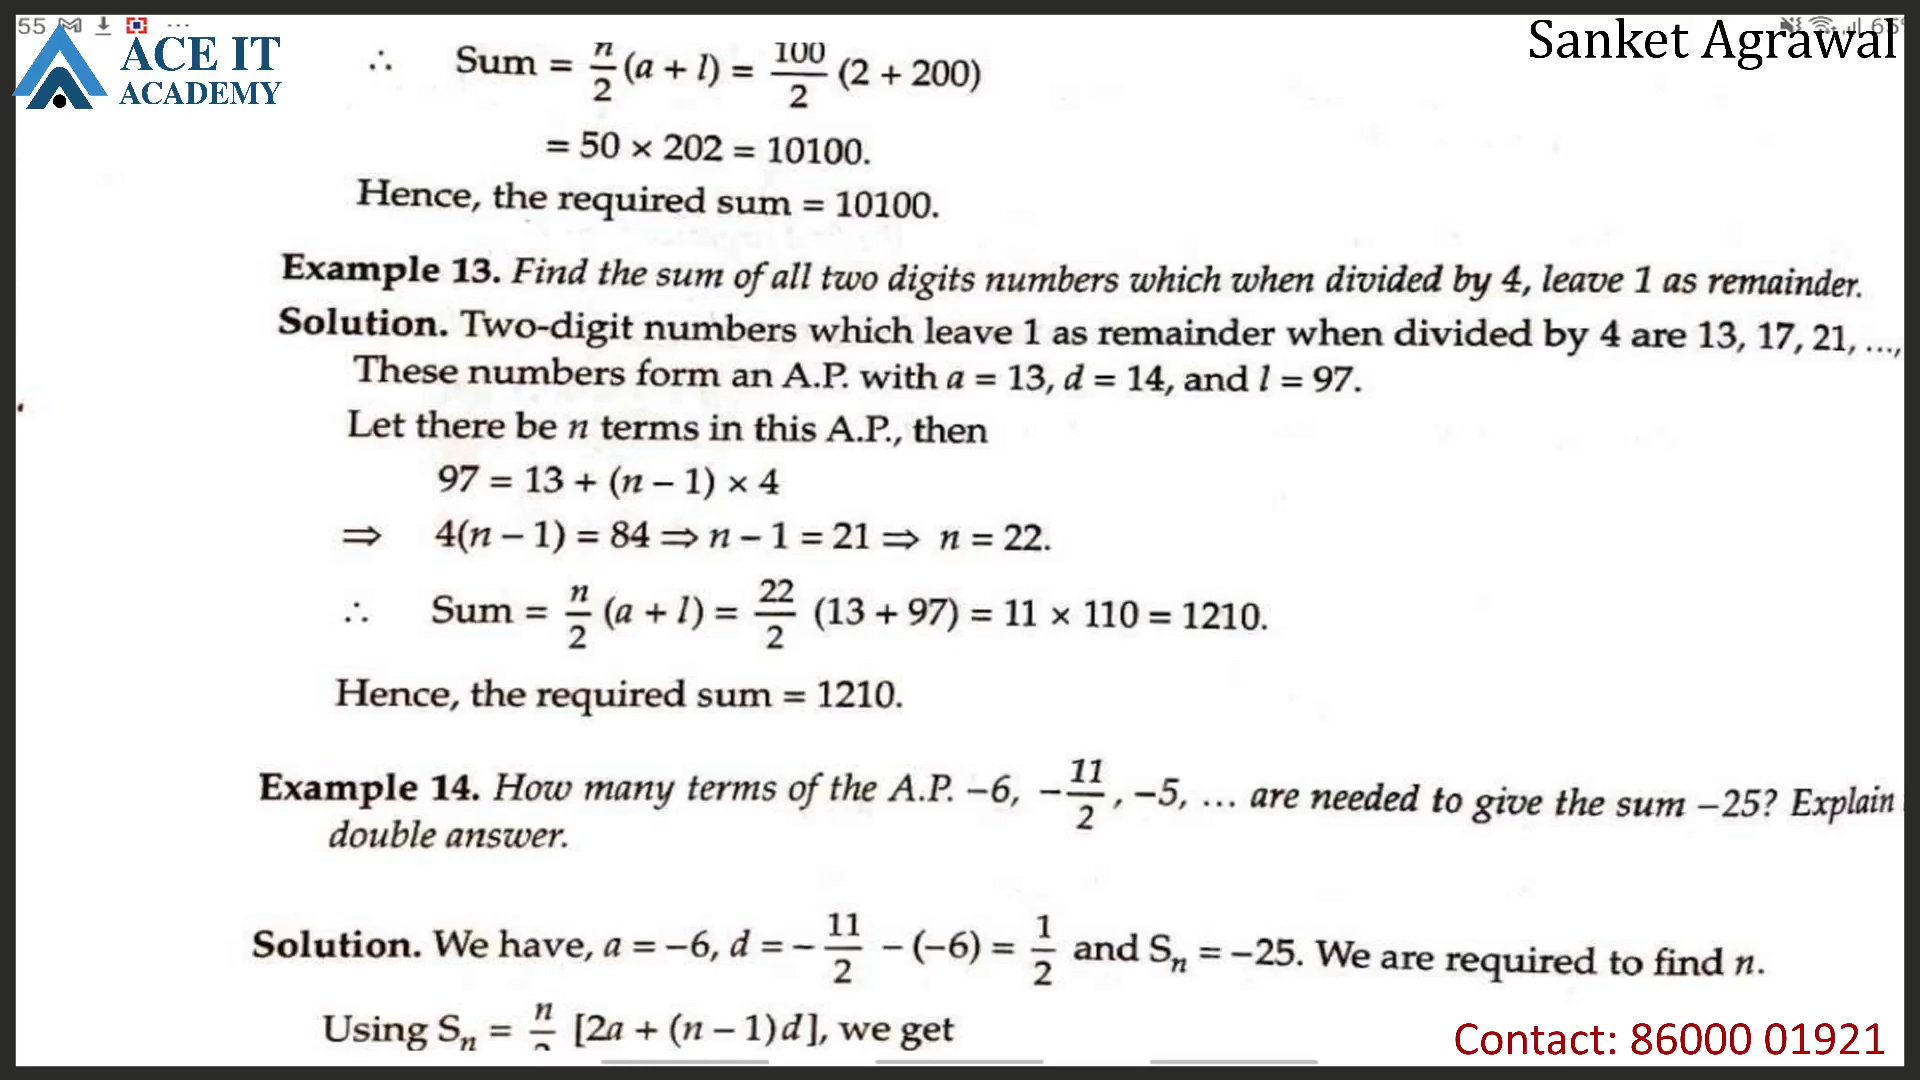 55
ACE IT
ACADEMY
Sanket Agrawal
∴ Sum = n/2 (a + l) = 100/2 (2 + 200)
= 50 × 202 = 10100.
Hence, the required sum = 10100.
Example 13. Find the sum of all two digits numbers which when divided by 4, leave 1 as remainder.
Solution. Two-digit numbers which leave 1 as remainder when divided by 4 are 13, 17, 21, ...,
These numbers form an A.P. with a = 13, d = 14, and l = 97.
Let there be n terms in this A.P., then
97 = 13 + (n – 1) × 4
⇒ 4(n – 1) = 84 ⇒ n – 1 = 21 ⇒ n = 22.
∴ Sum = n/2 (a + l) = 22/2 (13 + 97) = 11 × 110 = 1210.
Hence, the required sum = 1210.
Example 14. How many terms of the A.P. –6, –11/2, –5, ... are needed to give the sum –25? Explain
double answer.
Solution. We have, a = –6, d = –11/2 – (–6) = 1/2 and Sn = –25. We are required to find n.
Using Sn = n/2 [2a + (n – 1)d], we get
Contact: 86000 01921